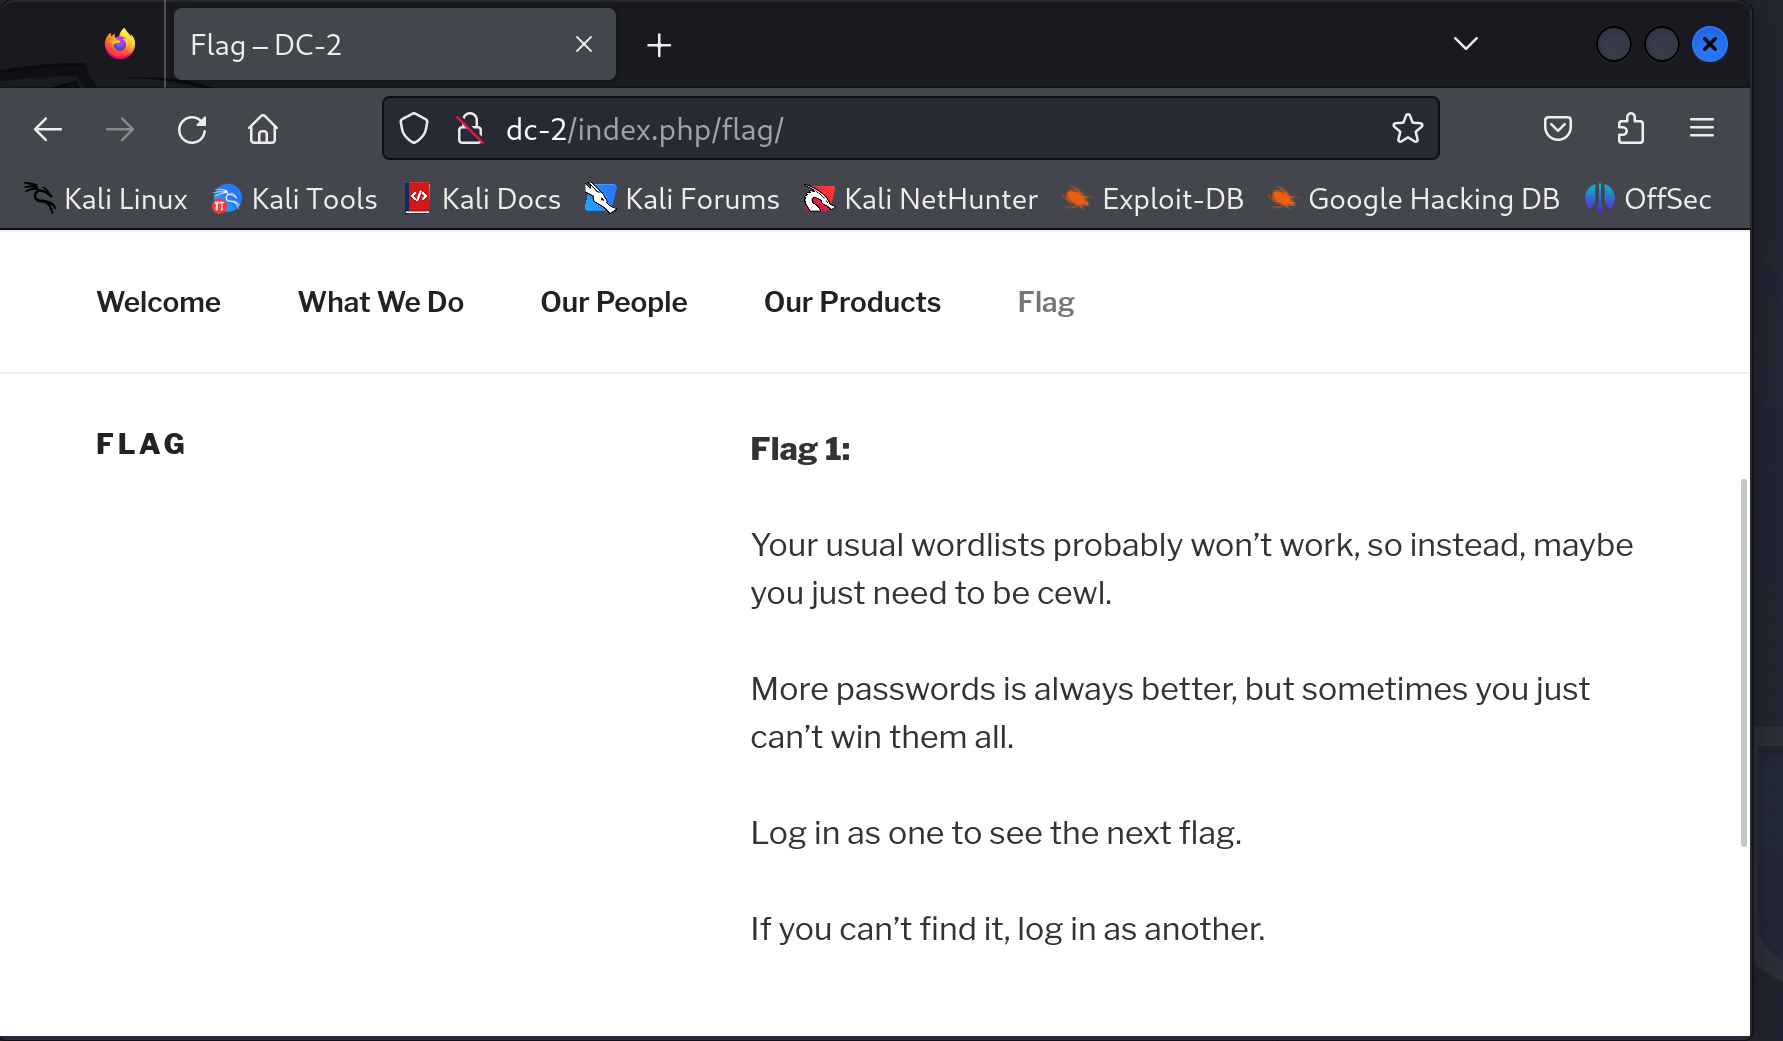 Flag – DC-2
dc-2/index.php/flag/
Kali Linux Kali Tools Kali Docs Kali Forums Kali NetHunter Exploit-DB Google Hacking DB OffSec
Welcome What We Do Our People Our Products Flag
FLAG
Flag 1:
Your usual wordlists probably won’t work, so instead, maybe
you just need to be cewl.
More passwords is always better, but sometimes you just
can’t win them all.
Log in as one to see the next flag.
If you can’t find it, log in as another.